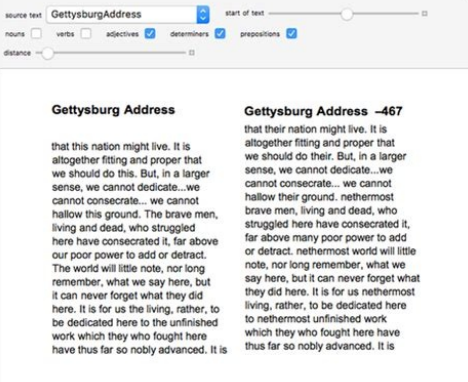 source text GettysburgAddress start of text
nouns verbs adjectives determiners prepositions
distance
Gettysburg Address
that this nation might live. It is
altogether fitting and proper that
we should do this. But, in a larger
sense, we cannot dedicate...we
cannot consecrate... we cannot
hallow this ground. The brave men,
living and dead, who struggled
here have consecrated it, far above
our poor power to add or detract.
The world will little note, nor long
remember, what we say here, but
it can never forget what they did
here. It is for us the living, rather, to
be dedicated here to the unfinished
work which they who fought here
have thus far so nobly advanced. It is
Gettysburg Address –467
that their nation might live. It is
altogether fitting and proper that
we should do their. But, in a larger
sense, we cannot dedicate...we
cannot consecrate... we cannot
hallow their ground. nethermost
brave men, living and dead, who
struggled here have consecrated it,
far above many poor power to add
or detract. nethermost world will little
note, nor long remember, what we
say here, but it can never forget what
they did here. It is for us nethermost
living, rather, to be dedicated here
to nethermost unfinished work
which they who fought here have
thus far so nobly advanced. It is